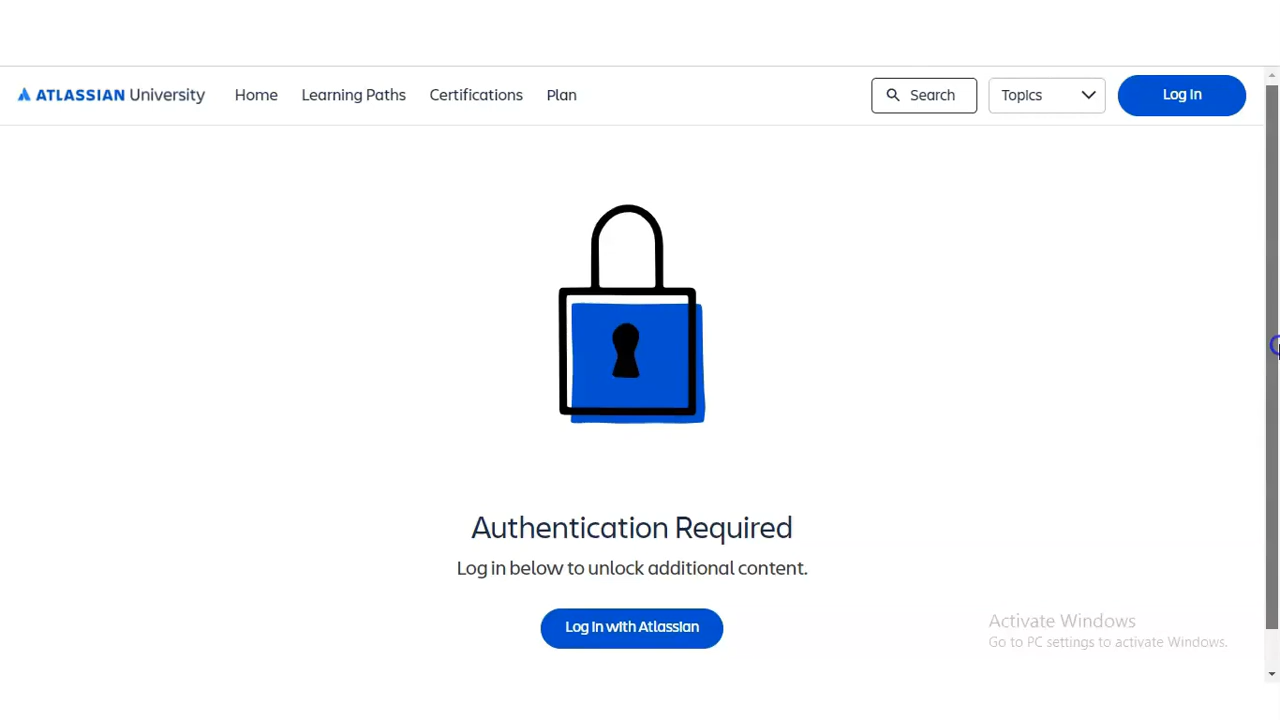 ATLASSIAN University
Home
Learning Paths
Certifications
Plan
Search
Topics
Log In
Authentication Required
Log in below to unlock additional content.
Log in with Atlassian
Activate Windows
Go to PC settings to activate Windows.